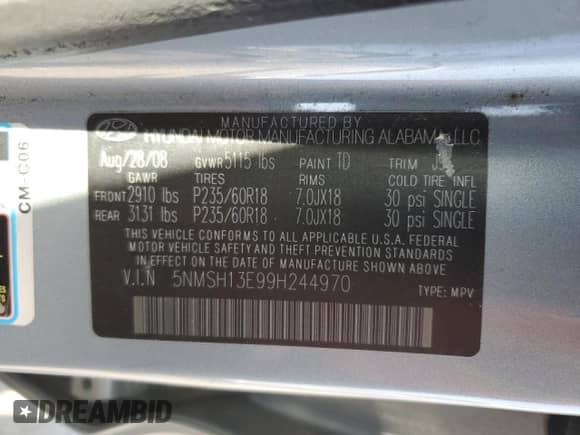 MANUFACTURED BY
HYUNDAI MOTOR MANUFACTURING ALABAMA, LLC
Aug/28/08 GVWR 5115 lbs PAINT TD TRIM
GAWR TIRES RIMS COLD TIRE INFL
FRONT 2910 lbs P235/60R18 7.0JX18 30 psi SINGLE
REAR 3131 lbs P235/60R18 7.0JX18 30 psi SINGLE
THIS VEHICLE CONFORMS TO ALL APPLICABLE U.S.A. FEDERAL
MOTOR VEHICLE SAFETY AND THEFT PREVENTION STANDARDS
IN EFFECT ON THE DATE OF MANUFACTURE SHOWN ABOVE.
V.I.N 5NMSH13E99H244970
TYPE: MPV
CM-C06
DREAMBID